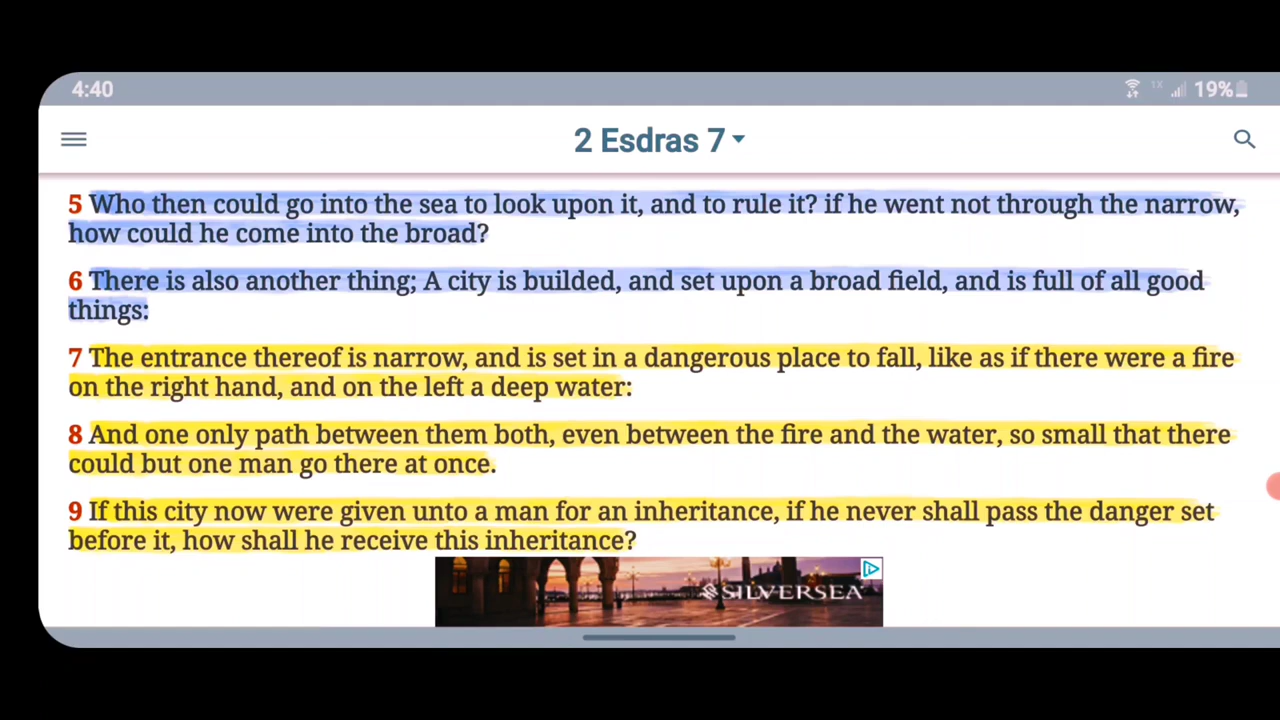 4:40
1X
19%
2 Esdras 7
5 Who then could go into the sea to look upon it, and to rule it? if he went not through the narrow,
how could he come into the broad?
6 There is also another thing; A city is builded, and set upon a broad field, and is full of all good
things:
7 The entrance thereof is narrow, and is set in a dangerous place to fall, like as if there were a fire
on the right hand, and on the left a deep water:
8 And one only path between them both, even between the fire and the water, so small that there
could but one man go there at once.
9 If this city now were given unto a man for an inheritance, if he never shall pass the danger set
before it, how shall he receive this inheritance?
SILVERSEA